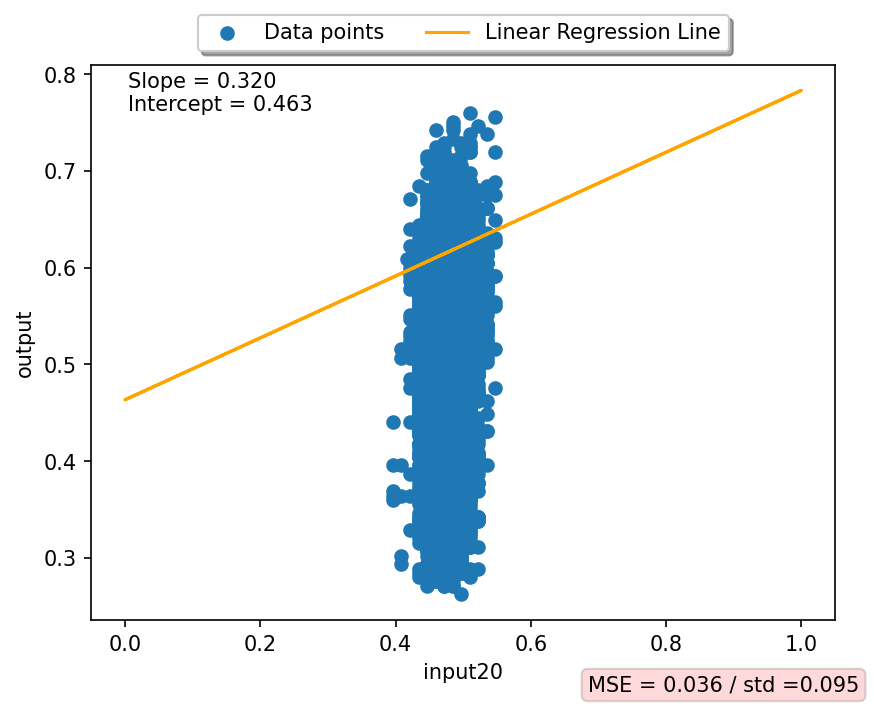 Data points
Linear Regression Line
Slope = 0.320
Intercept = 0.463
0.8
0.7
0.6
0.5
0.4
0.3
output
0.0 0.2 0.4 0.6 0.8 1.0
input20
MSE = 0.036 / std =0.095